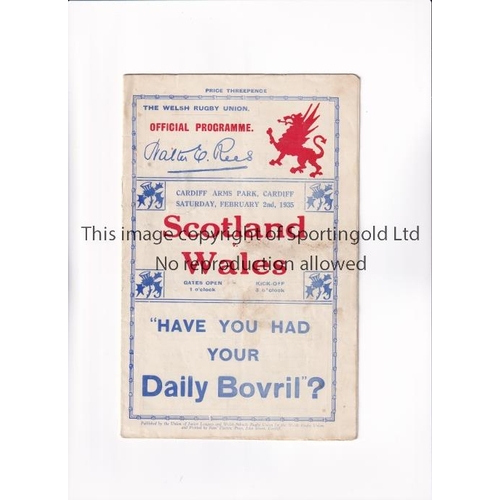 PRICE THREEPENCE
THE WELSH RUGBY UNION.
OFFICIAL PROGRAMME.
Walter E. Rees
CARDIFF ARMS PARK, CARDIFF
SATURDAY, FEBRUARY 2nd, 1935
Scotland
This image copyright of Sportingold Ltd
Wales
No reproduction allowed
GATES OPEN KICK-OFF
1 o'clock 3 o'clock
"HAVE YOU HAD
YOUR
Daily Bovril"?